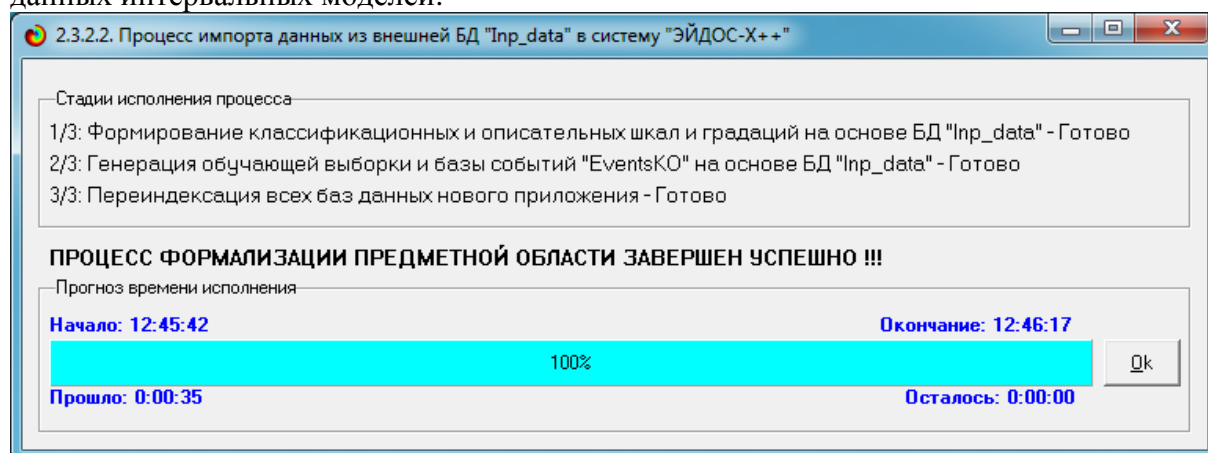 данных интервальных моделей.
2.3.2.2. Процесс импорта данных из внешней БД "Inp_data" в систему "ЭЙДОС-X++"
Стадии исполнения процесса
1/3: Формирование классификационных и описательных шкал и градаций на основе БД "Inp_data" - Готово
2/3: Генерация обучающей выборки и базы событий "EventsKO" на основе БД "Inp_data" - Готово
3/3: Переиндексация всех баз данных нового приложения - Готово
ПРОЦЕСС ФОРМАЛИЗАЦИИ ПРЕДМЕТНОЙ ОБЛАСТИ ЗАВЕРШЕН УСПЕШНО !!!
Прогноз времени исполнения
Начало: 12:45:42 Окончание: 12:46:17
100% Ok
Прошло: 0:00:35 Осталось: 0:00:00